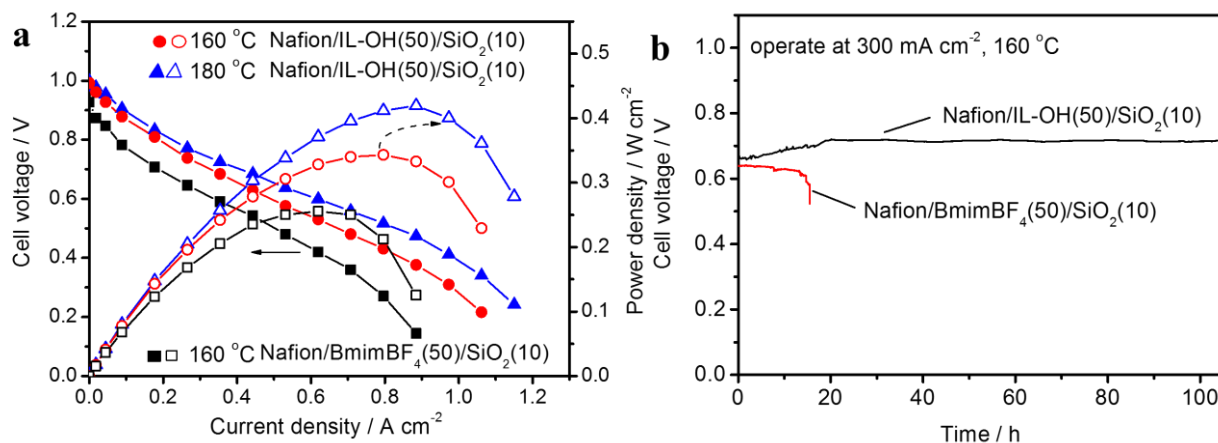 a
160 °C Nafion/IL-OH(50)/SiO₂(10)
180 °C Nafion/IL-OH(50)/SiO₂(10)
160 °C Nafion/BmimBF₄(50)/SiO₂(10)
Cell voltage / V
1.2
1.0
0.8
0.6
0.4
0.2
0.0
Power density / W cm⁻²
0.5
0.4
0.3
0.2
0.1
0.0
0.0 0.2 0.4 0.6 0.8 1.0 1.2
Current density / A cm⁻²
b
operate at 300 mA cm⁻², 160 °C
Nafion/IL-OH(50)/SiO₂(10)
Nafion/BmimBF₄(50)/SiO₂(10)
Cell voltage / V
1.0
0.8
0.6
0.4
0.2
0.0
0 20 40 60 80 100
Time / h